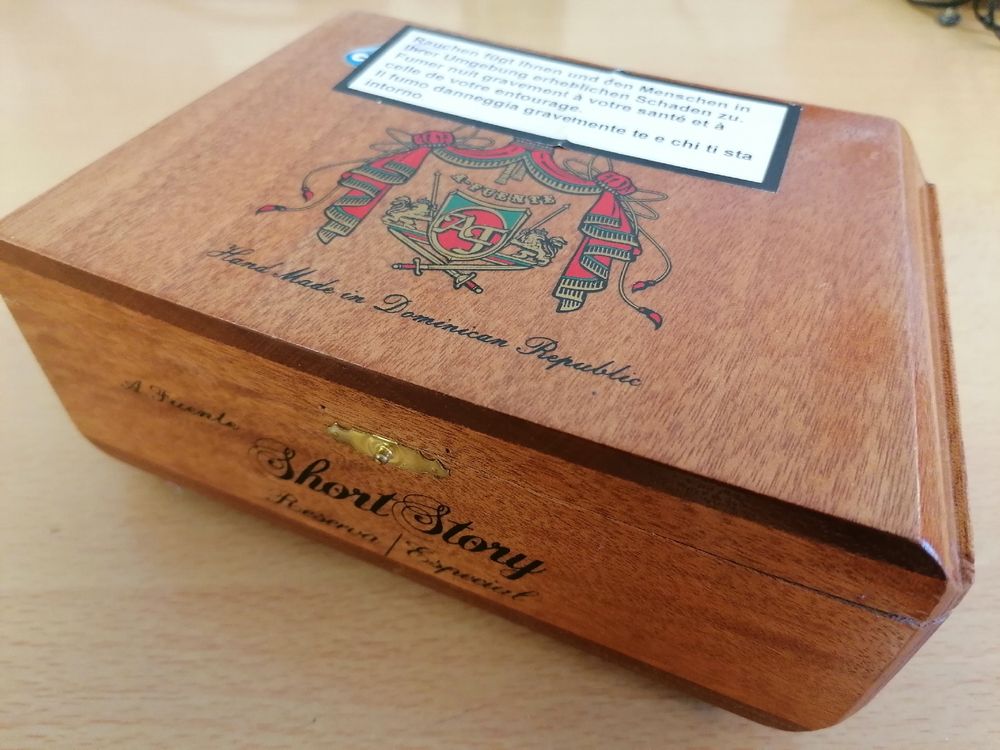 Rauchen fügt Ihnen und den Menschen in
Ihrer Umgebung erheblichen Schaden zu.
Fumer nuit gravement à votre santé et à
celle de votre entourage.
Il fumo danneggia gravemente te e chi ti sta
intorno
A. FUENTE
AF
Hand Made in Dominican Republic
A. Fuente
Short Story
Reserva Especial